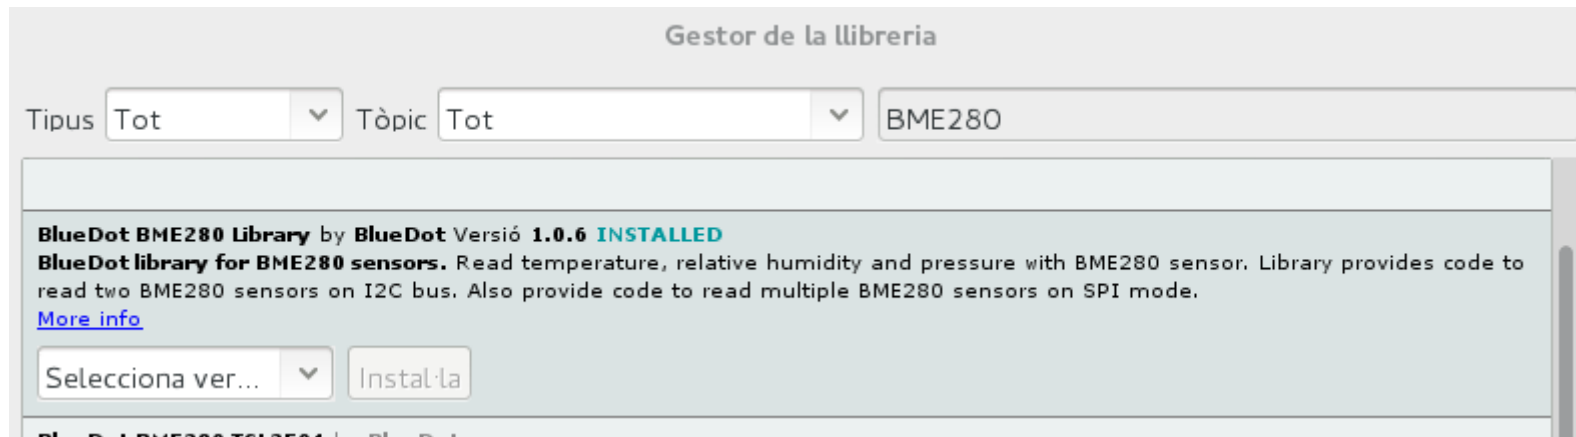 Gestor de la llibreria
Tipus Tot Tòpic Tot BME280
BlueDot BME280 Library by BlueDot Versió 1.0.6 INSTALLED
BlueDot library for BME280 sensors. Read temperature, relative humidity and pressure with BME280 sensor. Library provides code to
read two BME280 sensors on I2C bus. Also provide code to read multiple BME280 sensors on SPI mode.
More info
Selecciona ver... Instal·la